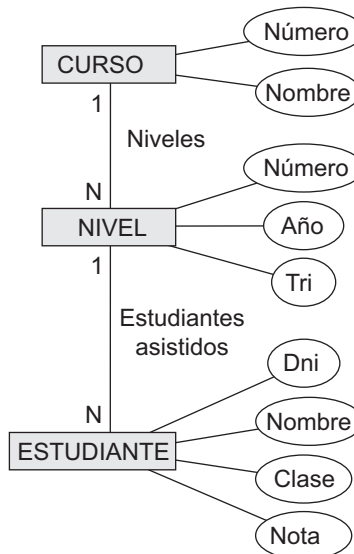 Número
CURSO
Nombre
1
Niveles
N
Número
NIVEL
Año
1
Tri
Estudiantes
asistidos
Dni
N
Nombre
ESTUDIANTE
Clase
Nota